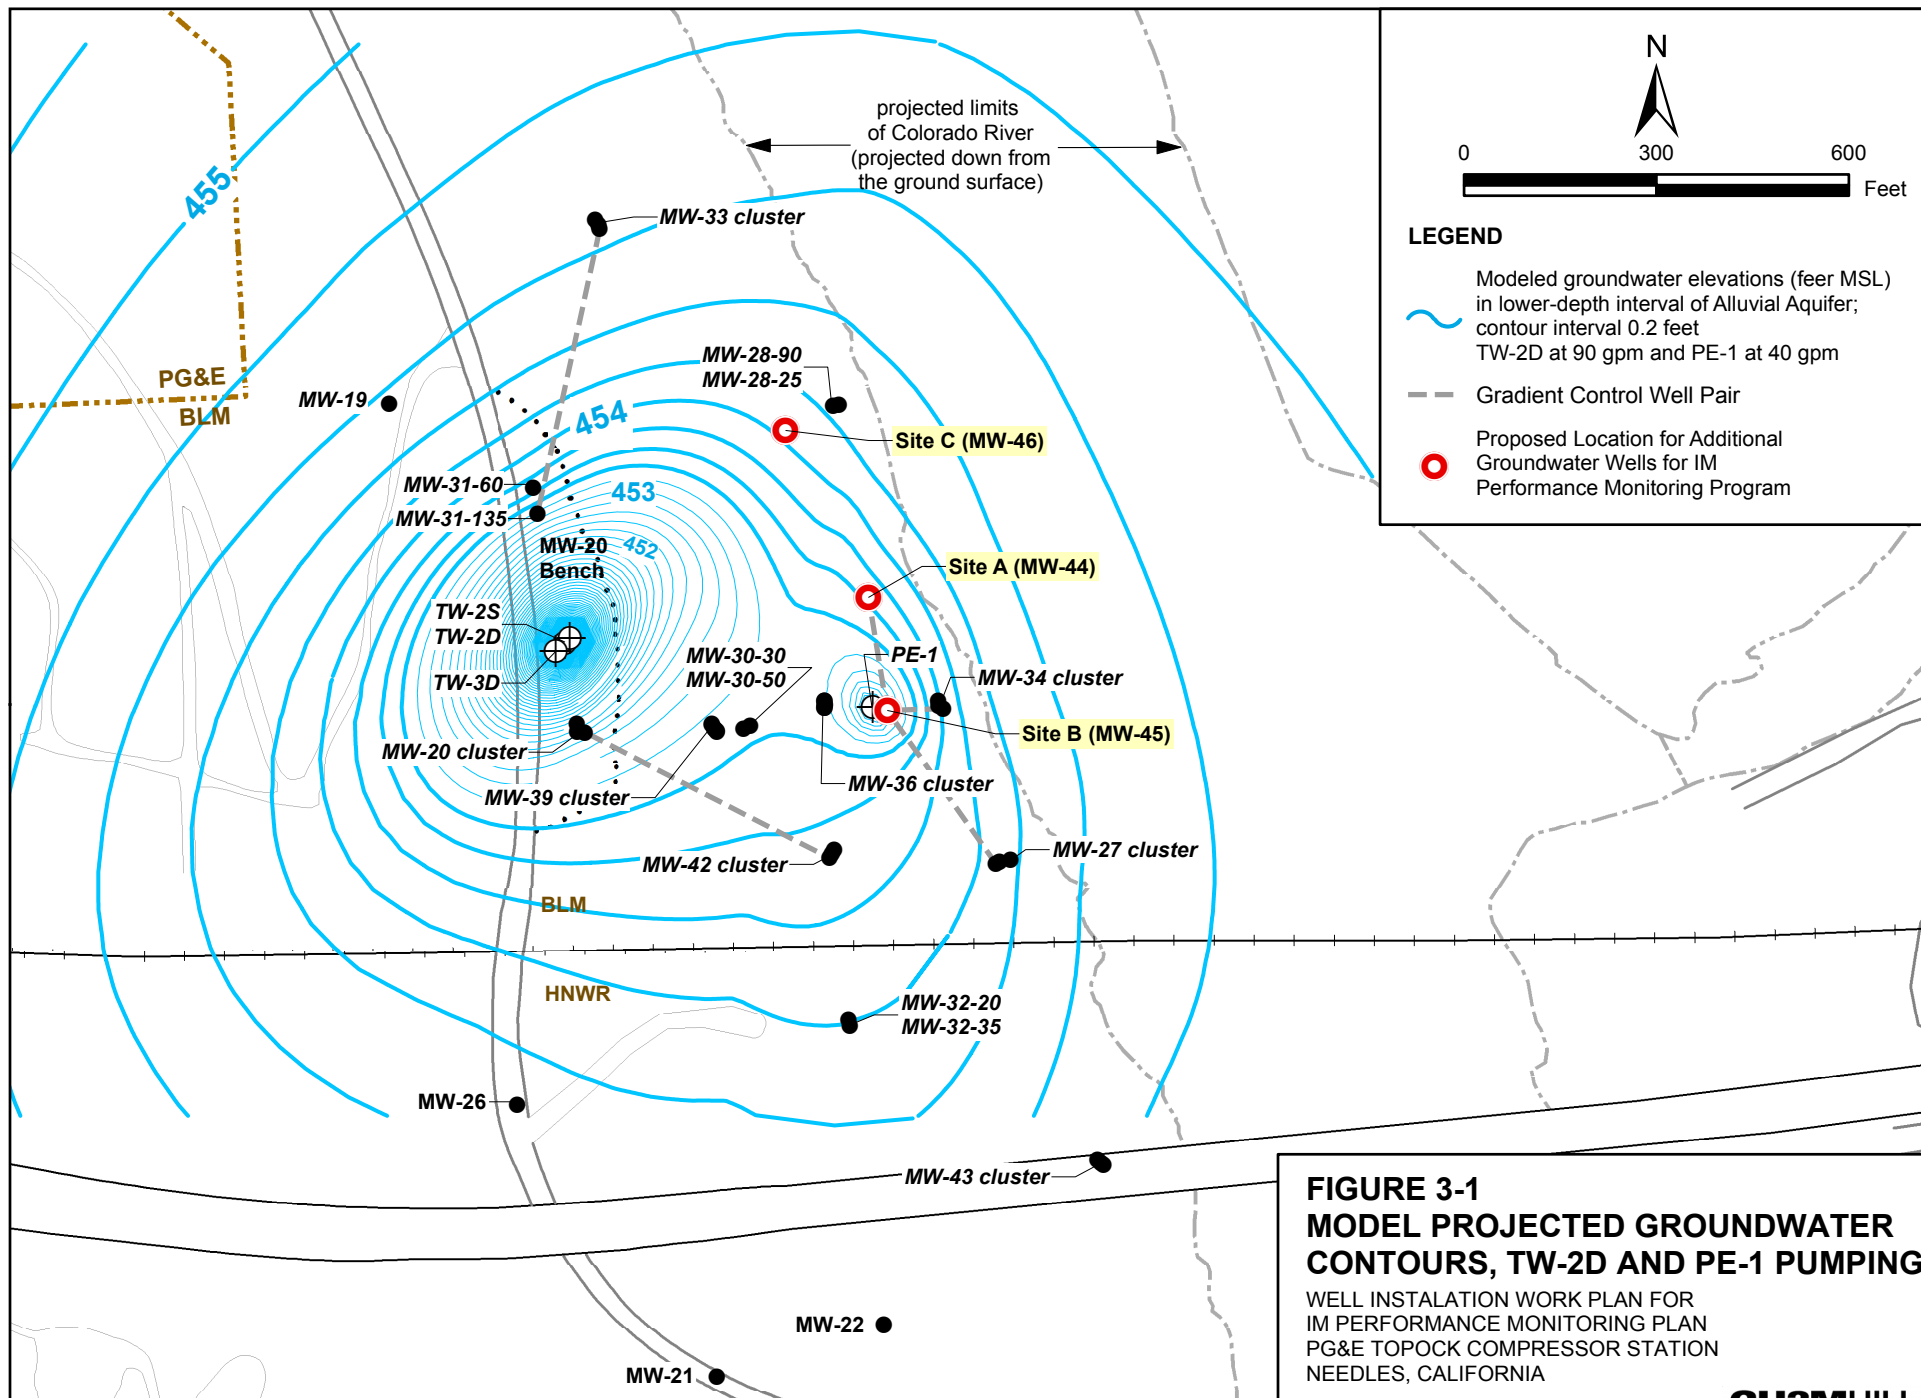 projected limits
of Colorado River
(projected down from
the ground surface)
N
0 300 600
Feet
LEGEND
Modeled groundwater elevations (feer MSL)
in lower-depth interval of Alluvial Aquifer;
contour interval 0.2 feet
TW-2D at 90 gpm and PE-1 at 40 gpm
Gradient Control Well Pair
Proposed Location for Additional
Groundwater Wells for IM
Performance Monitoring Program
455
MW-33 cluster
PG&E
BLM
MW-19
MW-28-90
MW-28-25
454
Site C (MW-46)
MW-31-60
453
MW-31-135
MW-20
Bench
452
Site A (MW-44)
TW-2S
TW-2D
TW-3D
MW-30-30
MW-30-50
PE-1
MW-34 cluster
Site B (MW-45)
MW-20 cluster
MW-39 cluster
MW-36 cluster
MW-42 cluster
MW-27 cluster
BLM
HNWR
MW-32-20
MW-32-35
MW-26
MW-43 cluster
MW-22
MW-21
FIGURE 3-1
MODEL PROJECTED GROUNDWATER
CONTOURS, TW-2D AND PE-1 PUMPING
WELL INSTALATION WORK PLAN FOR
IM PERFORMANCE MONITORING PLAN
PG&E TOPOCK COMPRESSOR STATION
NEEDLES, CALIFORNIA